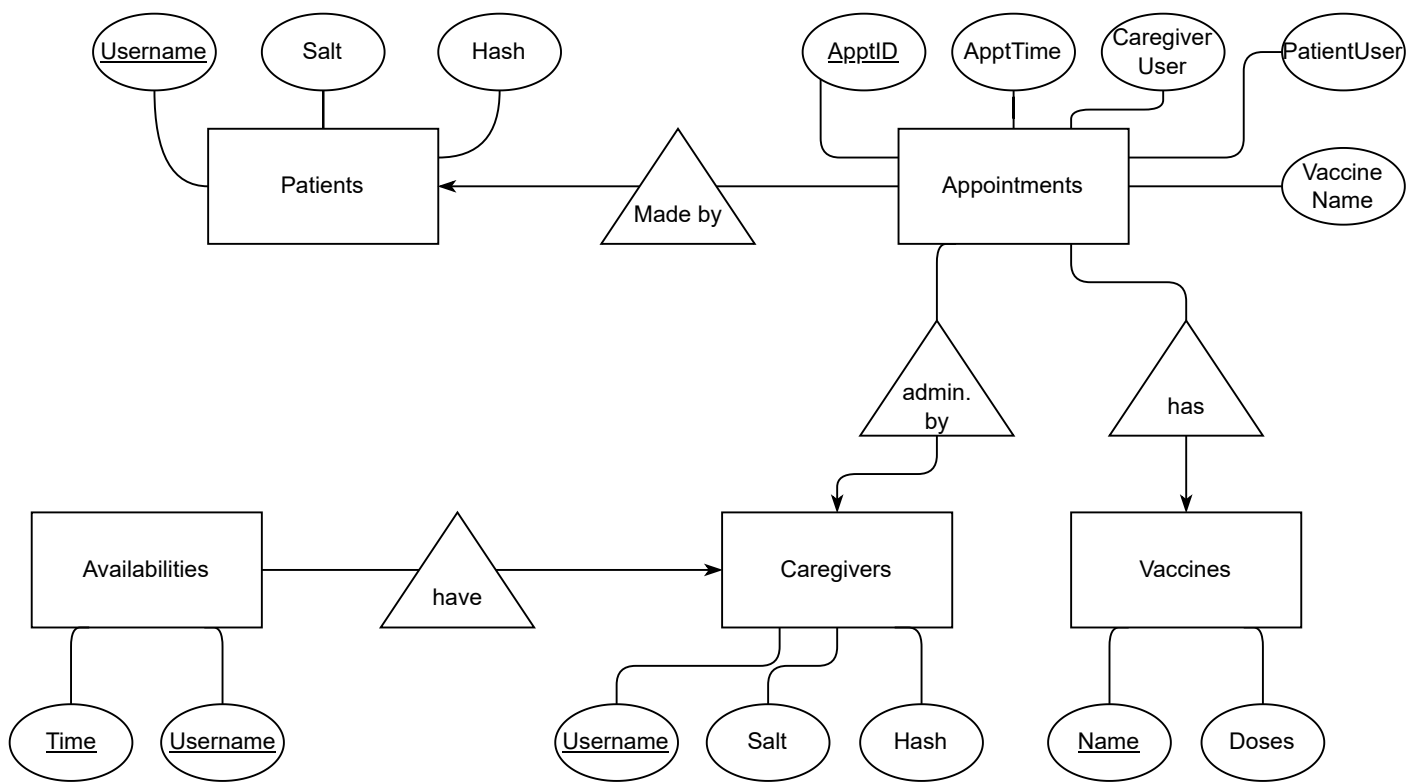 Username
Salt
Hash
ApptID
ApptTime
Caregiver
User
PatientUser
Patients
Made by
Appointments
Vaccine
Name
admin.
by
has
Availabilities
have
Caregivers
Vaccines
Time
Username
Username
Salt
Hash
Name
Doses